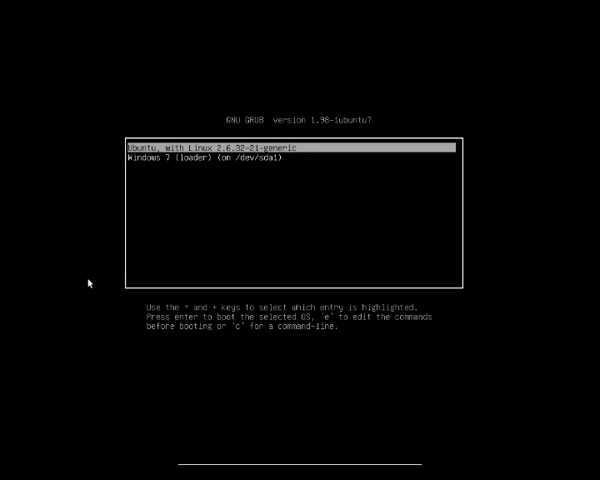 GNU GRUB  version 1.98-1ubuntu7
Ubuntu, with Linux 2.6.32-21-generic
Windows 7 (loader) (on /dev/sda1)
Use the and keys to select which entry is highlighted.
Press enter to boot the selected OS, 'e' to edit the commands
before booting or 'c' for a command-line.